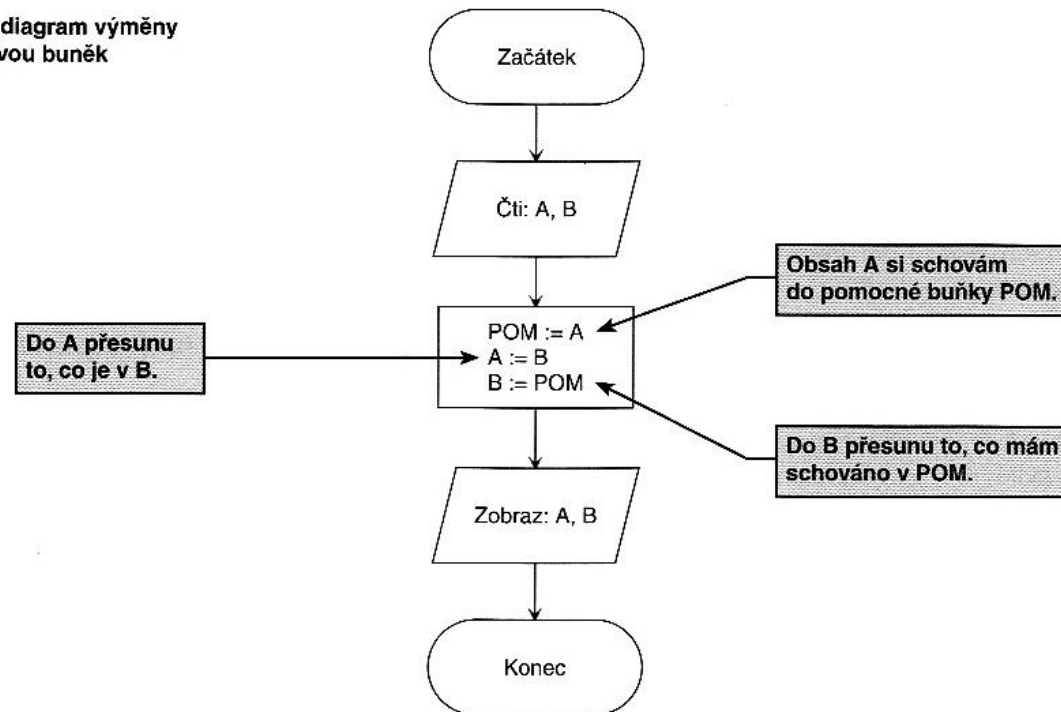 diagram výměny
buněk
Začátek
Čti: A, B
Obsah A si schovám
do pomocné buňky POM.
POM := A
A := B
B := POM
Do A přesunu
to, co je v B.
Do B přesunu to, co mám
schováno v POM.
Zobraz: A, B
Konec